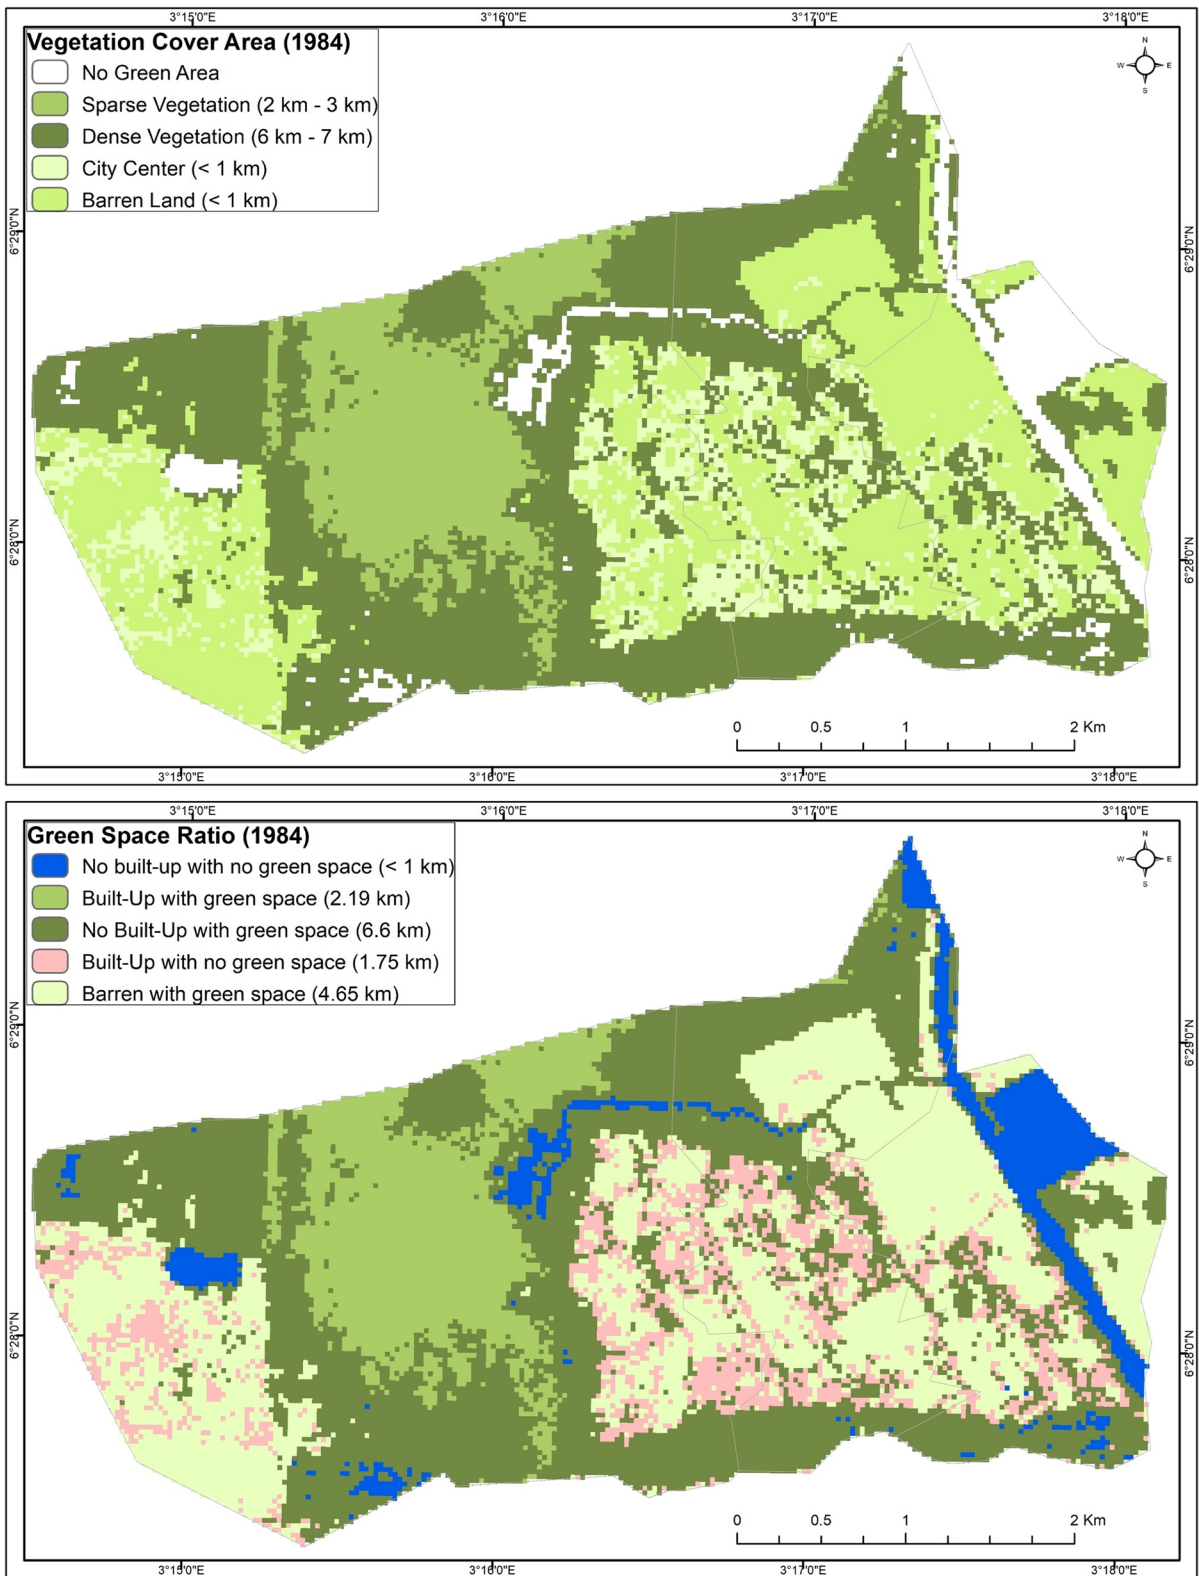 3°15'0"E 3°16'0"E 3°17'0"E 3°18'0"E
Vegetation Cover Area (1984)
No Green Area
Sparse Vegetation (2 km - 3 km)
Dense Vegetation (6 km - 7 km)
City Center (< 1 km)
Barren Land (< 1 km)
N
W E
S
6°29'0"N 6°29'0"N
6°28'0"N 6°28'0"N
0 0.5 1 2 Km
3°15'0"E 3°16'0"E 3°17'0"E 3°18'0"E
3°15'0"E 3°16'0"E 3°17'0"E 3°18'0"E
Green Space Ratio (1984)
No built-up with no green space (< 1 km)
Built-Up with green space (2.19 km)
No Built-Up with green space (6.6 km)
Built-Up with no green space (1.75 km)
Barren with green space (4.65 km)
N
W E
S
6°29'0"N 6°29'0"N
6°28'0"N 6°28'0"N
0 0.5 1 2 Km
3°15'0"E 3°16'0"E 3°17'0"E 3°18'0"E